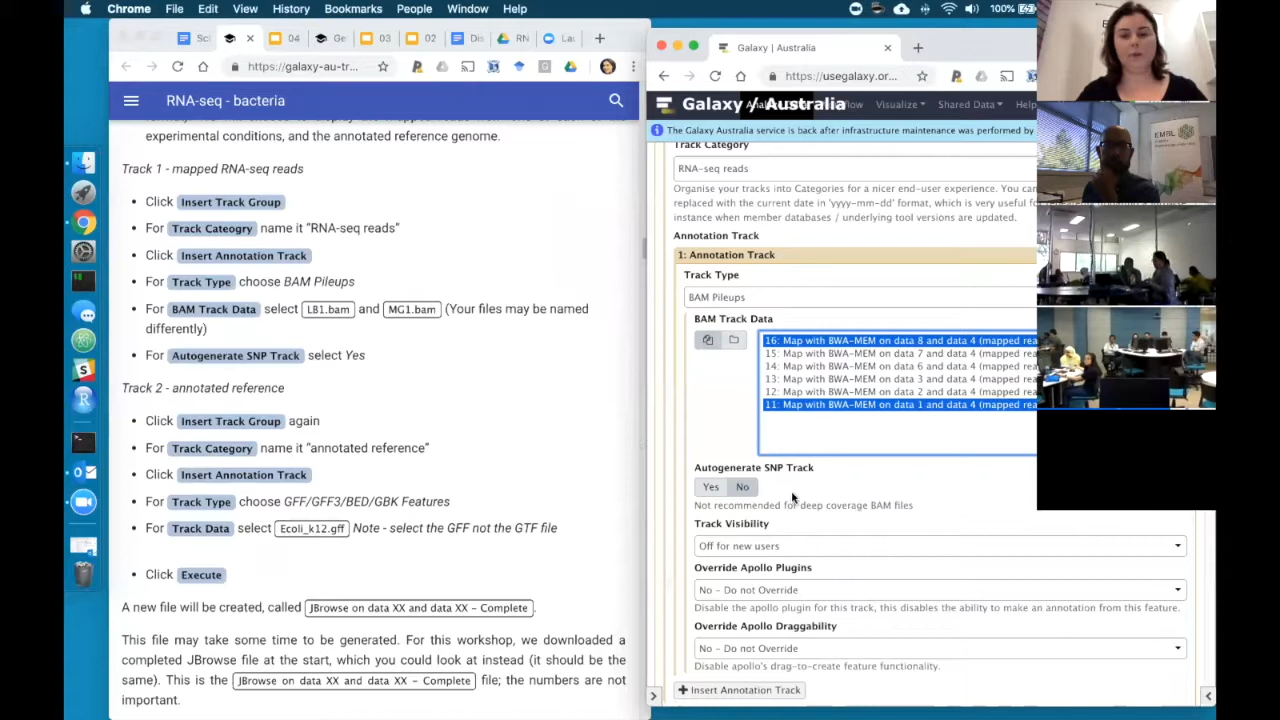 Chrome File Edit View History Bookmarks People Window Help 100%
04 Ge 03 02 Dis RN Las
https://galaxy-au-tr...
RNA-seq - bacteria
experimental conditions, and the annotated reference genome.
Track 1 - mapped RNA-seq reads
Click Insert Track Group
For Track Cateogry name it "RNA-seq reads"
Click Insert Annotation Track
For Track Type choose BAM Pileups
For BAM Track Data select LB1.bam and MG1.bam (Your files may be named
differently)
For Autogenerate SNP Track select Yes
Track 2 - annotated reference
Click Insert Track Group again
For Track Category name it "annotated reference"
Click Insert Annotation Track
For Track Type choose GFF/GFF3/BED/GBK Features
For Track Data select Ecoli_k12.gff Note - select the GFF not the GTF file
Click Execute
A new file will be created, called JBrowse on data XX and data XX - Complete.
This file may take some time to be generated. For this workshop, we downloaded a
completed JBrowse file at the start, which you could look at instead (it should be the
same). This is the JBrowse on data XX and data XX - Complete file; the numbers are not
important.
Galaxy | Australia
https://usegalaxy.or...
Galaxy / Australia Visualize Shared Data Help
The Galaxy Australia service is back after infrastructure maintenance was performed by
Track Category
RNA-seq reads
Organise your tracks into Categories for a nicer end-user experience. You can
replaced with the current date in 'yyyy-mm-dd' format, which is very useful for
instance when member databases / underlying tool versions are updated.
Annotation Track
1: Annotation Track
Track Type
BAM Pileups
BAM Track Data
16: Map with BWA-MEM on data 8 and data 4 (mapped rea
15: Map with BWA-MEM on data 7 and data 4 (mapped rea
14: Map with BWA-MEM on data 6 and data 4 (mapped rea
13: Map with BWA-MEM on data 3 and data 4 (mapped rea
12: Map with BWA-MEM on data 2 and data 4 (mapped rea
11: Map with BWA-MEM on data 1 and data 4 (mapped rea
Autogenerate SNP Track
Yes No
Not recommended for deep coverage BAM files
Track Visibility
Off for new users
Override Apollo Plugins
No - Do not Override
Disable the apollo plugin for this track, this disables the ability to make an annotation from this feature.
Override Apollo Draggability
No - Do not Override
Disable apollo's drag-to-create feature functionality.
Insert Annotation Track
EMBL